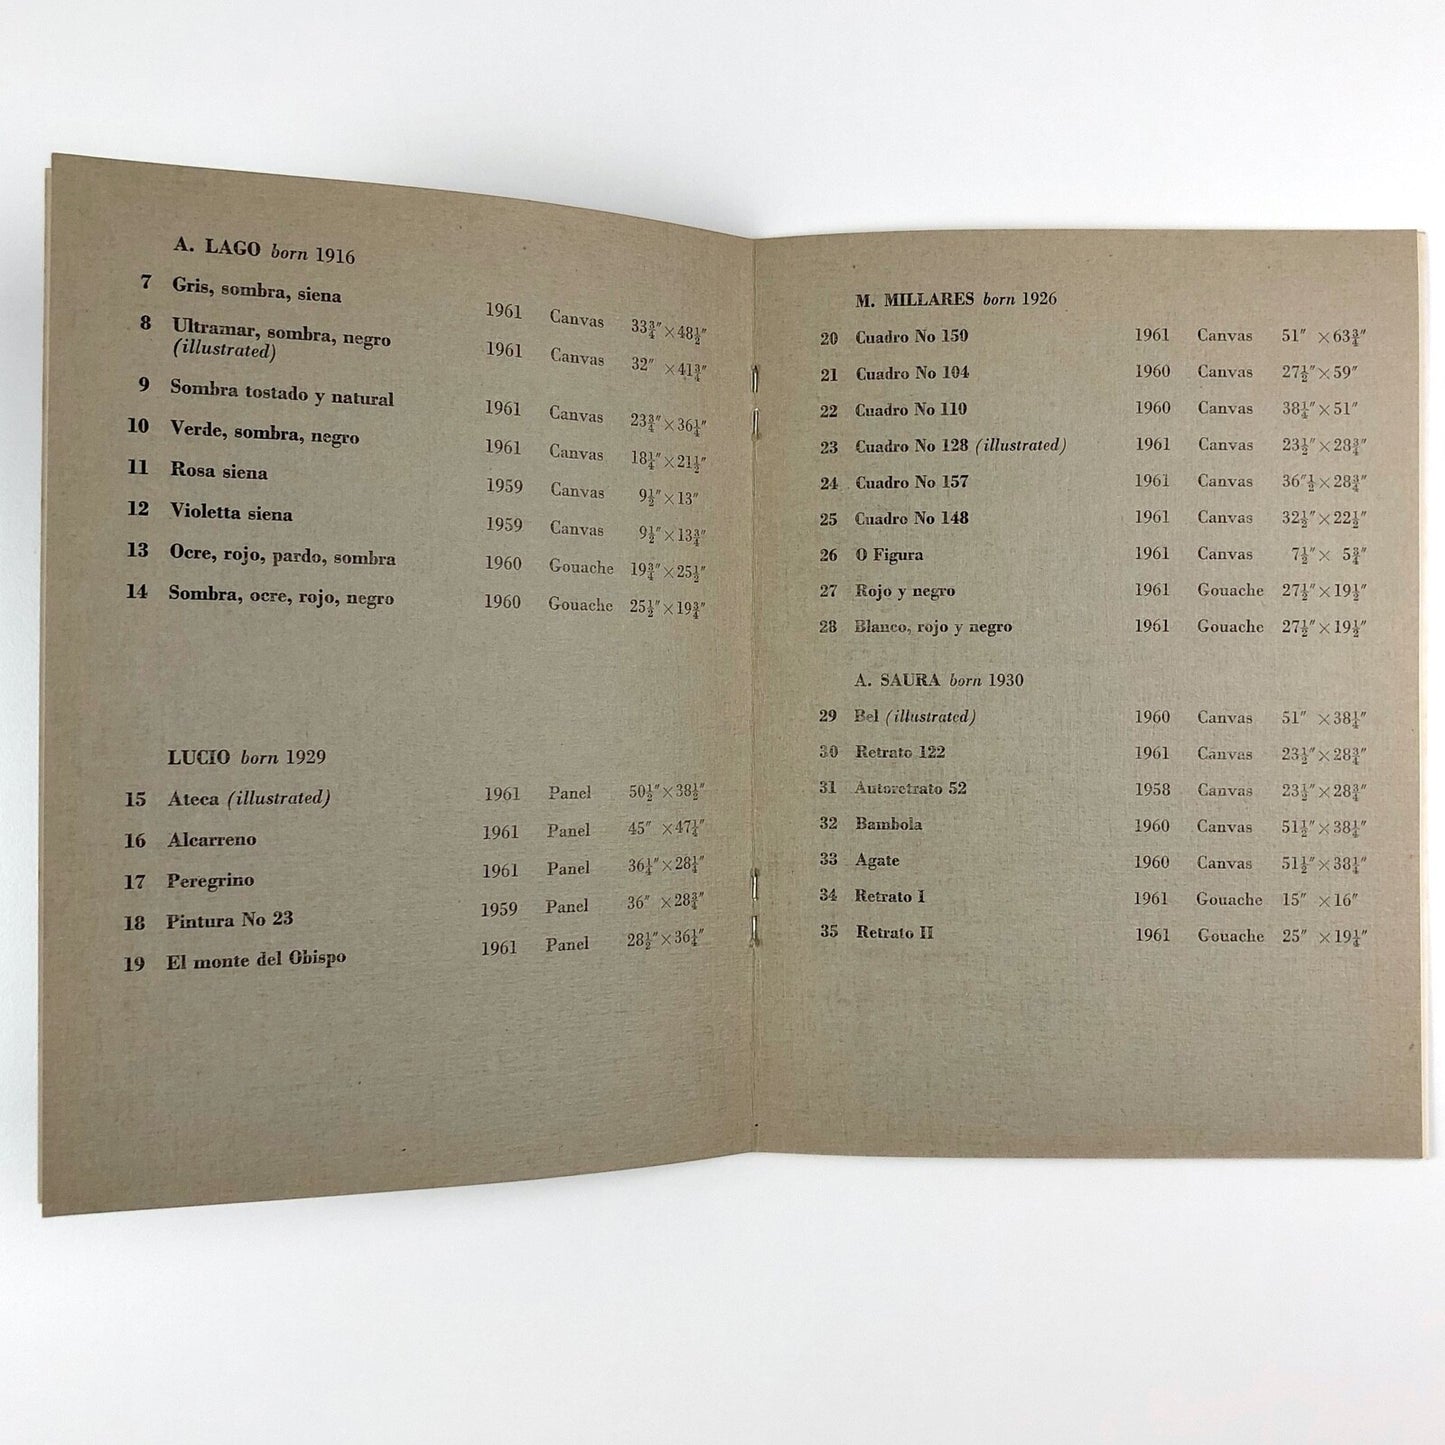 A. LAGO born 1916
7 Gris, sombra, siena 1961 Canvas 33¾″×48½″
8 Ultramar, sombra, negro 1961 Canvas 32″ ×41¾″
(illustrated)
9 Sombra tostado y natural 1961 Canvas 23¾″×36¼″
10 Verde, sombra, negro 1961 Canvas 18¼″×21½″
11 Rosa siena 1959 Canvas 9½″×13″
12 Violetta siena 1959 Canvas 9½″×13¾″
13 Ocre, rojo, pardo, sombra 1960 Gouache 19¾″×25½″
14 Sombra, ocre, rojo, negro 1960 Gouache 25½″×19¾″
LUCIO born 1929
15 Ateca (illustrated) 1961 Panel 50½″×38½″
16 Alcarreno 1961 Panel 45″ ×47¼″
17 Peregrino 1961 Panel 36¼″×28¼″
18 Pintura No 23 1959 Panel 36″ ×28¾″
19 El monte del Obispo 1961 Panel 28½″×36¼″
M. MILLARES born 1926
20 Cuadro No 150 1961 Canvas 51″ ×63¾″
21 Cuadro No 104 1960 Canvas 27½″×59″
22 Cuadro No 110 1960 Canvas 38¼″×51″
23 Cuadro No 128 (illustrated) 1961 Canvas 23½″×28¾″
24 Cuadro No 157 1961 Canvas 36″½×28¾″
25 Cuadro No 148 1961 Canvas 32½″×22½″
26 O Figura 1961 Canvas 7½″× 5¾″
27 Rojo y negro 1961 Gouache 27½″×19½″
28 Blanco, rojo y negro 1961 Gouache 27½″×19½″
A. SAURA born 1930
29 Bel (illustrated) 1960 Canvas 51″ ×38¼″
30 Retrato 122 1961 Canvas 23½″×28¾″
31 Autoretrato 52 1958 Canvas 23½″×28¾″
32 Bambola 1960 Canvas 51½″×38¼″
33 Agate 1960 Canvas 51½″×38¼″
34 Retrato I 1961 Gouache 15″ ×16″
35 Retrato II 1961 Gouache 25″ ×19¼″